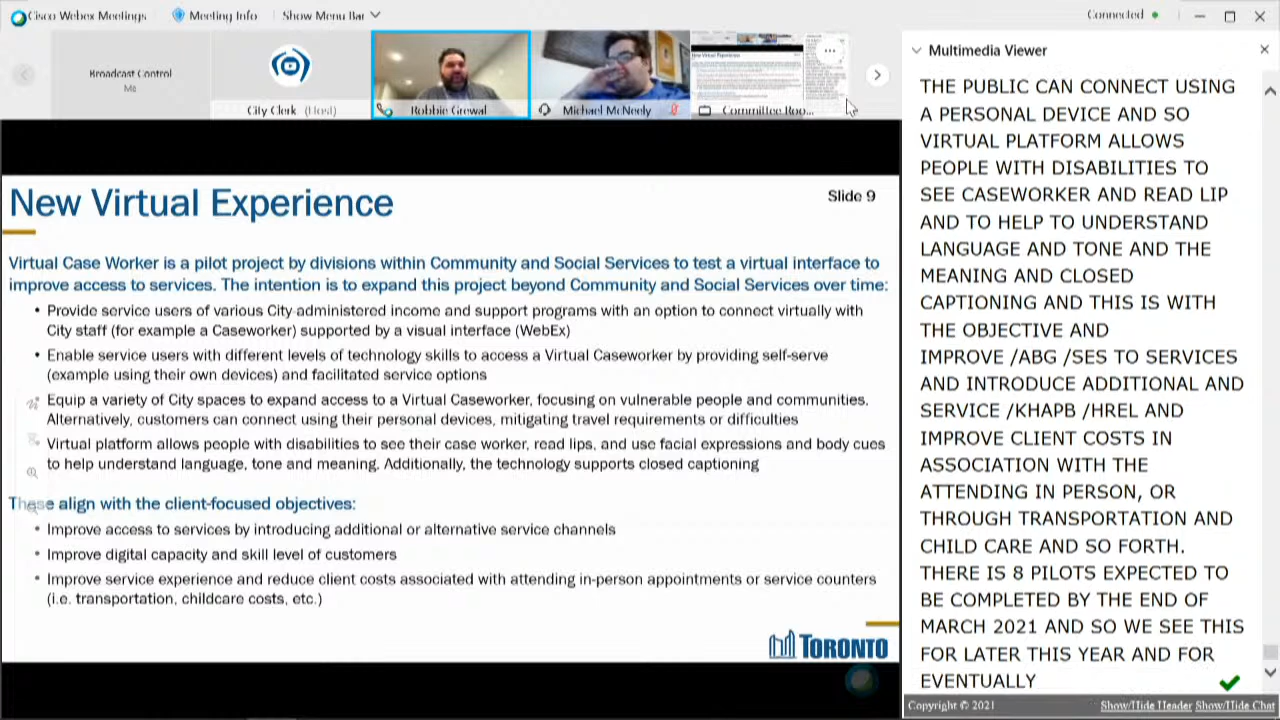 Cisco Webex Meetings
Meeting Info
Show Menu Bar
Connected
Broadcast Control
City Clerk (Host)
Robbie Grewal
Michael McNeely
Committee Roo...
New Virtual Experience
Slide 9
Virtual Case Worker is a pilot project by divisions within Community and Social Services to test a virtual interface to
improve access to services. The intention is to expand this project beyond Community and Social Services over time:
• Provide service users of various City administered income and support programs with an option to connect virtually with
City staff (for example a Caseworker) supported by a visual interface (WebEx)
• Enable service users with different levels of technology skills to access a Virtual Caseworker by providing self-serve
(example using their own devices) and facilitated service options
Equip a variety of City spaces to expand access to a Virtual Caseworker, focusing on vulnerable people and communities.
Alternatively, customers can connect using their personal devices, mitigating travel requirements or difficulties
Virtual platform allows people with disabilities to see their case worker, read lips, and use facial expressions and body cues
to help understand language, tone and meaning. Additionally, the technology supports closed captioning
These align with the client-focused objectives:
• Improve access to services by introducing additional or alternative service channels
• Improve digital capacity and skill level of customers
• Improve service experience and reduce client costs associated with attending in-person appointments or service counters
(i.e. transportation, childcare costs, etc.)
TORONTO
Multimedia Viewer
THE PUBLIC CAN CONNECT USING
A PERSONAL DEVICE AND SO
VIRTUAL PLATFORM ALLOWS
PEOPLE WITH DISABILITIES TO
SEE CASEWORKER AND READ LIP
AND TO HELP TO UNDERSTAND
LANGUAGE AND TONE AND THE
MEANING AND CLOSED
CAPTIONING AND THIS IS WITH
THE OBJECTIVE AND
IMPROVE /ABG /SES TO SERVICES
AND INTRODUCE ADDITIONAL AND
SERVICE /KHAPB /HREL AND
IMPROVE CLIENT COSTS IN
ASSOCIATION WITH THE
ATTENDING IN PERSON, OR
THROUGH TRANSPORTATION AND
CHILD CARE AND SO FORTH.
THERE IS 8 PILOTS EXPECTED TO
BE COMPLETED BY THE END OF
MARCH 2021 AND SO WE SEE THIS
FOR LATER THIS YEAR AND FOR
EVENTUALLY
Copyright © 2021
Show/Hide Header Show/Hide Chat